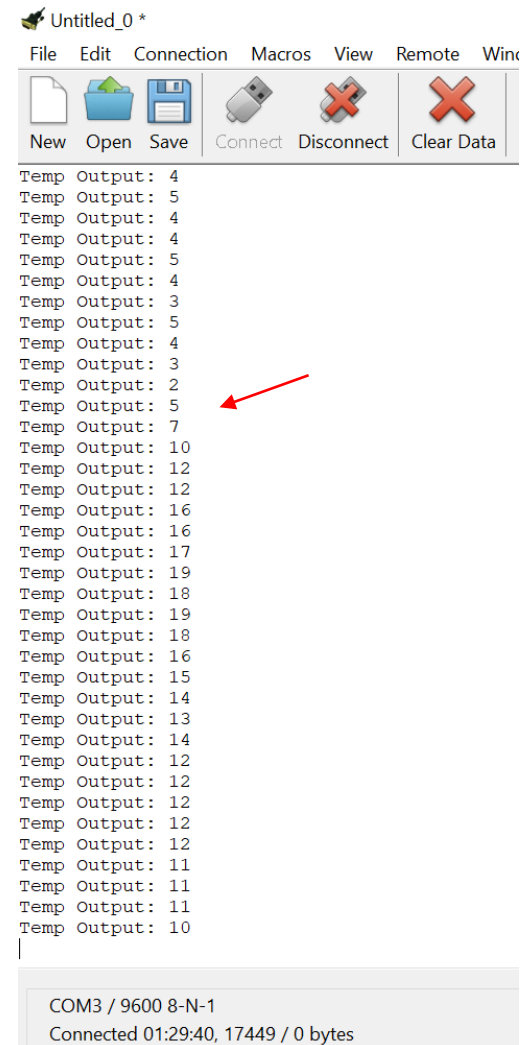 Untitled_0 *
File Edit Connection Macros View Remote
New Open Save Connect Disconnect Clear Data
Temp Output: 4
Temp Output: 5
Temp Output: 4
Temp Output: 4
Temp Output: 5
Temp Output: 4
Temp Output: 3
Temp Output: 5
Temp Output: 4
Temp Output: 3
Temp Output: 2
Temp Output: 5
Temp Output: 7
Temp Output: 10
Temp Output: 12
Temp Output: 12
Temp Output: 16
Temp Output: 16
Temp Output: 17
Temp Output: 19
Temp Output: 18
Temp Output: 19
Temp Output: 18
Temp Output: 16
Temp Output: 15
Temp Output: 14
Temp Output: 13
Temp Output: 14
Temp Output: 12
Temp Output: 12
Temp Output: 12
Temp Output: 12
Temp Output: 12
Temp Output: 11
Temp Output: 11
Temp Output: 11
Temp Output: 10
COM3 / 9600 8-N-1
Connected 01:29:40, 17449 / 0 bytes